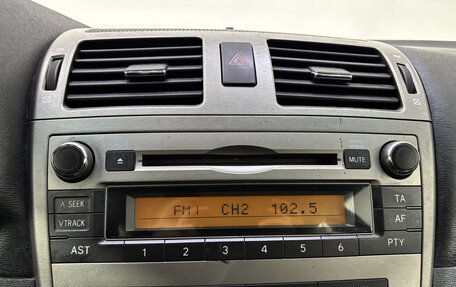 MUTE
∧ SEEK
∨ TRACK
AST
FM1 CH2 102.5
TA
AF
PTY
1 2 3 4 5 6